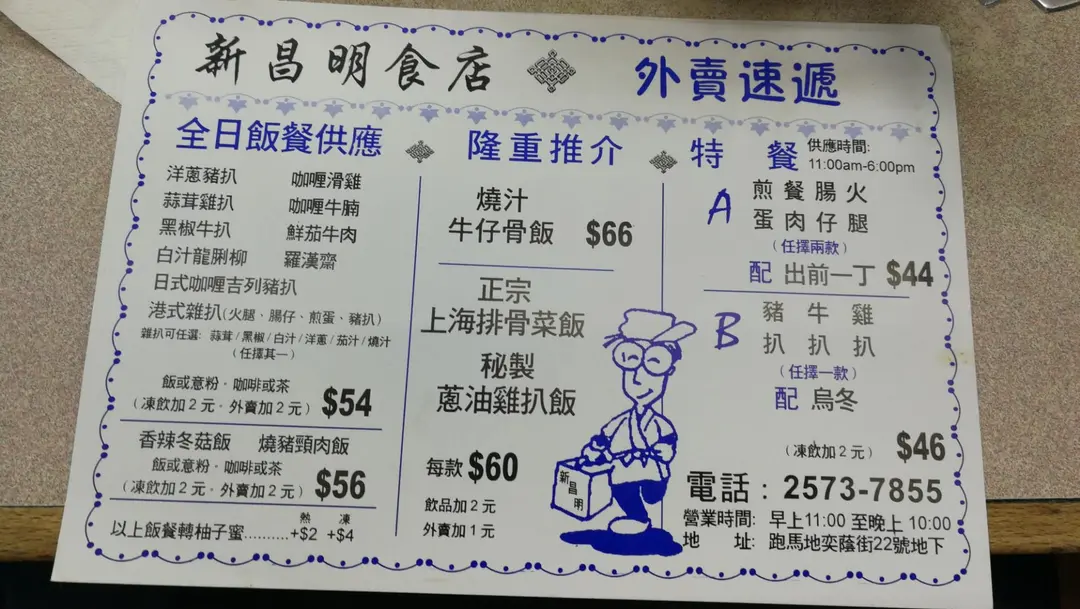 新昌明食店
外賣速遞
全日飯餐供應
洋蔥豬扒 咖喱滑雞
蒜茸雞扒 咖喱牛腩
黑椒牛扒 鮮茄牛肉
白汁龍脷柳 羅漢齋
日式咖喱吉列豬扒
港式雜扒(火腿、腸仔、煎蛋、豬扒)
雜扒可任選: 蒜茸/黑椒/白汁/洋蔥/茄汁/燒汁
(任擇其一)
飯或意粉。咖啡或茶
(凍飲加2元。外賣加2元) $54
香辣冬菇飯 燒豬頸肉飯
飯或意粉。咖啡或茶
(凍飲加2元。外賣加2元) $56
熱 凍
以上飯餐轉柚子蜜..........+$2 +$4
隆重推介
燒汁
牛仔骨飯 $66
正宗
上海排骨菜飯
秘製
蔥油雞扒飯
每款 $60
飲品加2元
外賣加1元
新昌明
特餐 供應時間:
11:00am-6:00pm
A 煎餐腸火
蛋肉仔腿
(任擇兩款)
配 出前一丁 $44
B 豬牛雞
扒扒扒
(任擇一款)
配 烏冬
(凍飲加2元) $46
電話: 2573-7855
營業時間: 早上11:00 至晚上 10:00
地址: 跑馬地奕蔭街22號地下